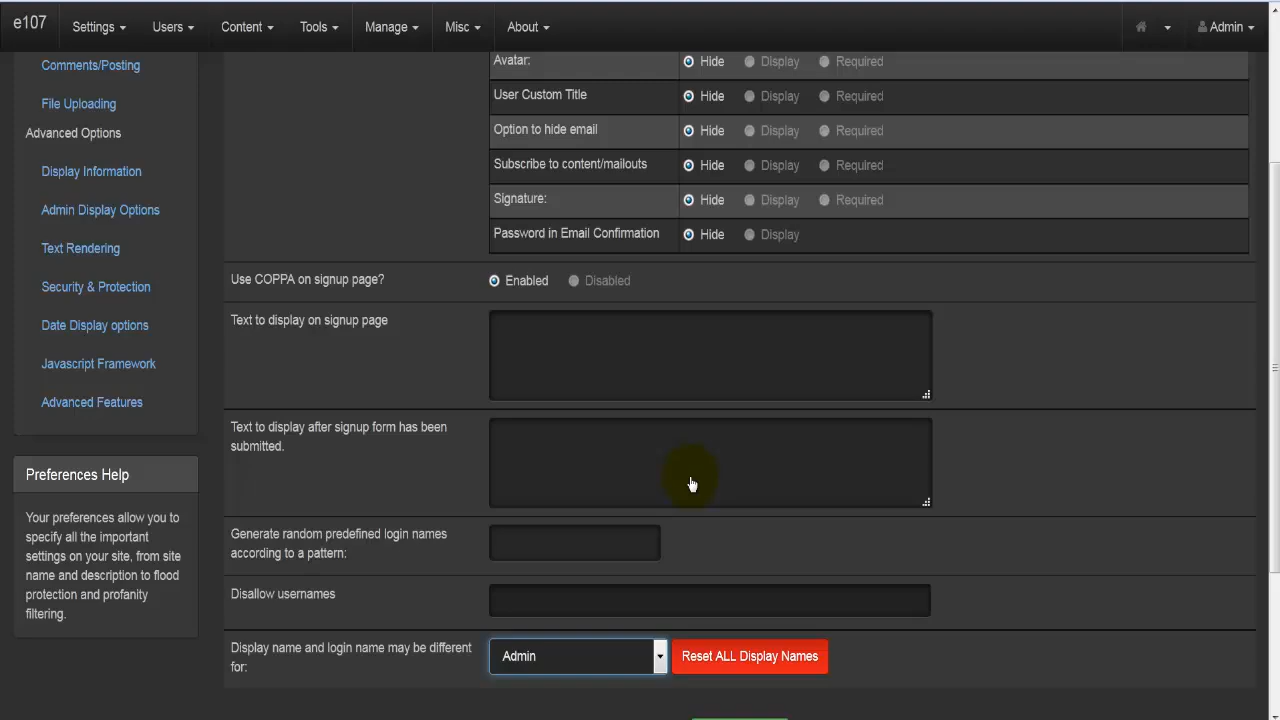 e107
Settings Users Content Tools Manage Misc About Admin
Comments/Posting
File Uploading
Advanced Options
Display Information
Admin Display Options
Text Rendering
Security & Protection
Date Display options
Javascript Framework
Advanced Features
Preferences Help
Your preferences allow you to
specify all the important
settings on your site, from site
name and description to flood
protection and profanity
filtering.
Avatar: Hide Display Required
User Custom Title Hide Display Required
Option to hide email Hide Display Required
Subscribe to content/mailouts Hide Display Required
Signature: Hide Display Required
Password in Email Confirmation Hide Display
Use COPPA on signup page? Enabled Disabled
Text to display on signup page
Text to display after signup form has been
submitted.
Generate random predefined login names
according to a pattern:
Disallow usernames
Display name and login name may be different
for:
Admin Reset ALL Display Names